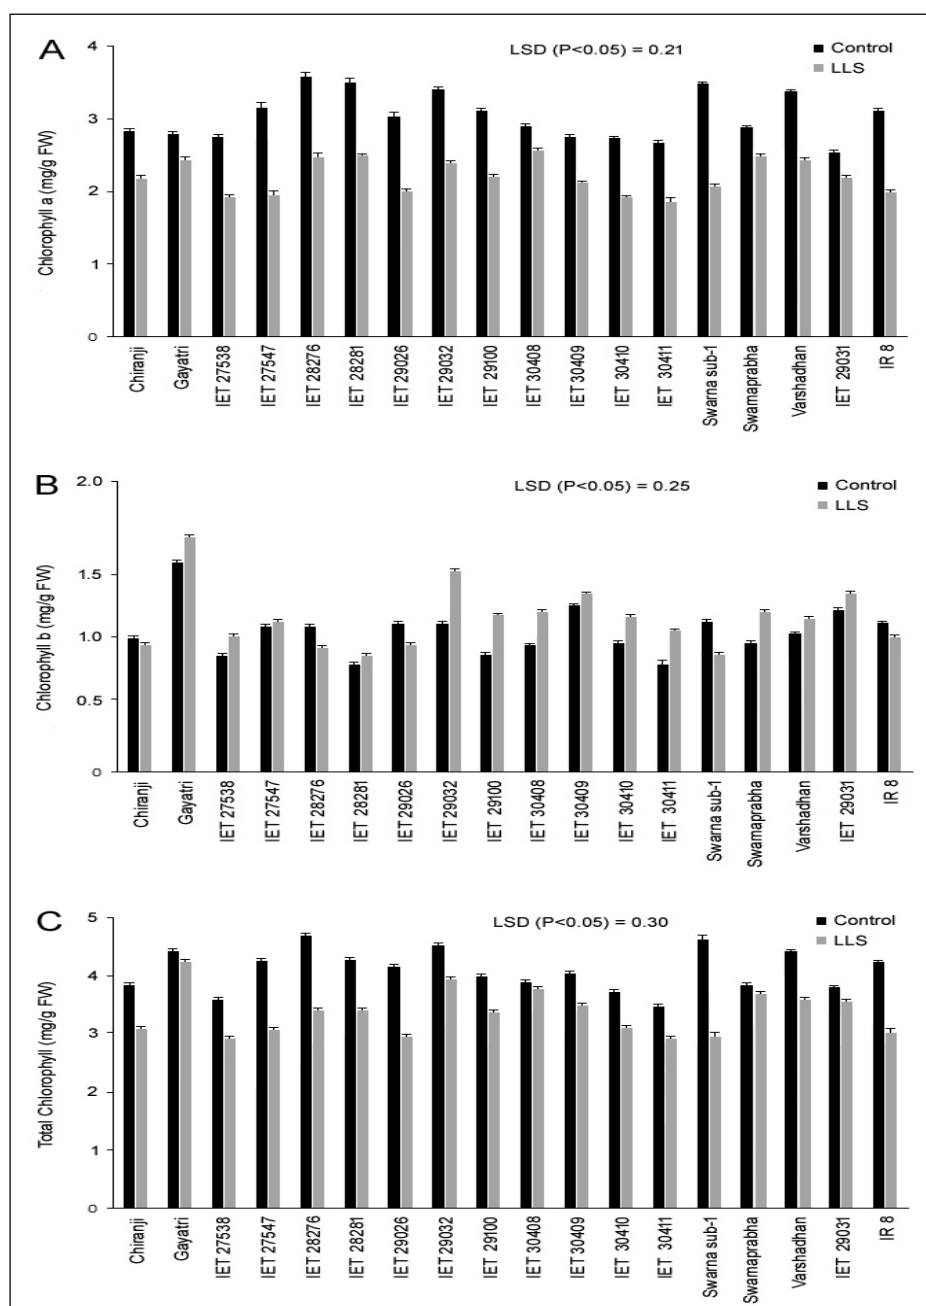 A
LSD (P<0.05) = 0.21
Control
LLS
Chlorophyll a (mg/g FW)
4
3
2
1
0
Chiranji
Gayatri
IET 27538
IET 27547
IET 28276
IET 28281
IET 29026
IET 29032
IET 29100
IET 30408
IET 30409
IET 30410
IET 30411
Swarna sub-1
Swamaprabha
Varshadhan
IET 29031
IR 8
B
LSD (P<0.05) = 0.25
Control
LLS
Chlorophyll b (mg/g FW)
2.0
1.5
1.0
0.5
0
Chiranji
Gayatri
IET 27538
IET 27547
IET 28276
IET 28281
IET 29026
IET 29032
IET 29100
IET 30408
IET 30409
IET 30410
IET 30411
Swarna sub-1
Swamaprabha
Varshadhan
IET 29031
IR 8
C
LSD (P<0.05) = 0.30
Control
LLS
Total Chlorophyll (mg/g FW)
5
4
3
2
1
0
Chiranji
Gayatri
IET 27538
IET 27547
IET 28276
IET 28281
IET 29026
IET 29032
IET 29100
IET 30408
IET 30409
IET 30410
IET 30411
Swarna sub-1
Swamaprabha
Varshadhan
IET 29031
IR 8